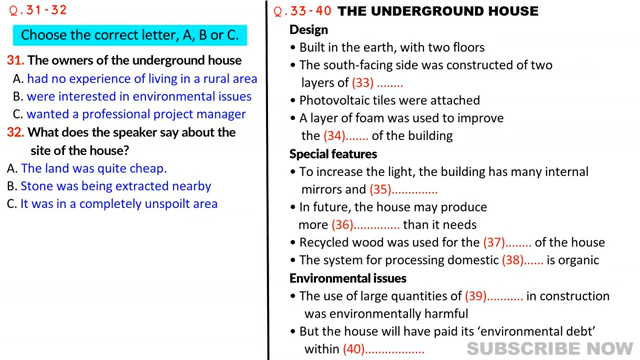 Q.31-32
Choose the correct letter, A, B or C.
31. The owners of the underground house
A. had no experience of living in a rural area
B. were interested in environmental issues
C. wanted a professional project manager
32. What does the speaker say about the
site of the house?
A. The land was quite cheap.
B. Stone was being extracted nearby
C. It was in a completely unspoilt area
Q.33-40 THE UNDERGROUND HOUSE
Design
• Built in the earth, with two floors
• The south-facing side was constructed of two
layers of (33) ........
• Photovoltaic tiles were attached
• A layer of foam was used to improve
the (34)....... of the building
Special features
• To increase the light, the building has many internal
mirrors and (35)..............
• In future, the house may produce
more (36).............. than it needs
• Recycled wood was used for the (37)........ of the house
• The system for processing domestic (38)...... is organic
Environmental issues
• The use of large quantities of (39)........... in construction
was environmentally harmful
• But the house will have paid its ‘environmental debt’
within (40)..................
SUBSCRIBE NOW